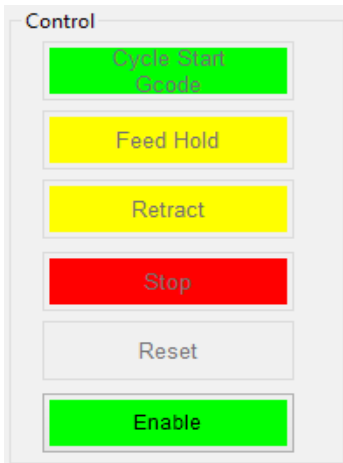 Control
Cycle Start
Gcode
Feed Hold
Retract
Stop
Reset
Enable